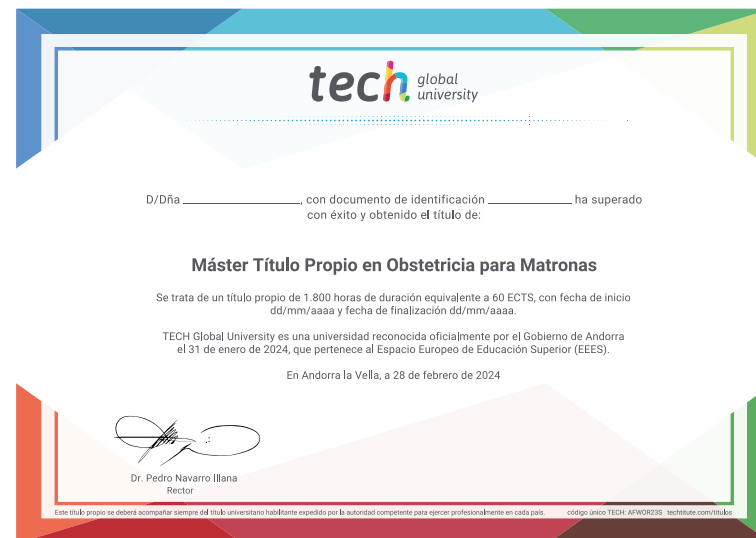 tech global
university
D/Dña ____________________, con documento de identificación ______________ ha superado
con éxito y obtenido el título de:
Máster Título Propio en Obstetricia para Matronas
Se trata de un título propio de 1.800 horas de duración equivalente a 60 ECTS, con fecha de inicio
dd/mm/aaaa y fecha de finalización dd/mm/aaaa.
TECH Global University es una universidad reconocida oficialmente por el Gobierno de Andorra
el 31 de enero de 2024, que pertenece al Espacio Europeo de Educación Superior (EEES).
En Andorra la Vella, a 28 de febrero de 2024
Dr. Pedro Navarro Illana
Rector
Este título propio se deberá acompañar siempre del título universitario habilitante expedido por la autoridad competente para ejercer profesionalmente en cada país. código único TECH: AFWOR23S techtitute.com/titulos